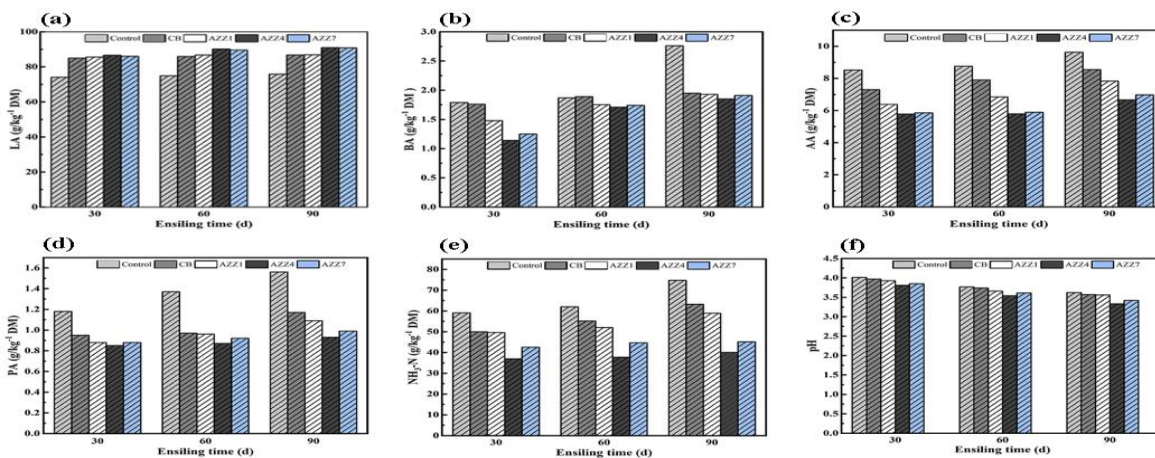 (a)
Control CB AZZ1 AZZ4 AZZ7
LA (g/kg-1 DM)
100
80
60
40
20
0
30 60 90
Ensiling time (d)
(b)
Control CB AZZ1 AZZ4 AZZ7
BA (g/kg-1 DM )
3.0
2.5
2.0
1.5
1.0
0.5
0.0
30 60 90
Ensiling time (d)
(c)
Control CB AZZ1 AZZ4 AZZ7
AA (g/kg-1 DM)
10
8
6
4
2
0
30 60 90
Ensiling time (d)
(d)
Control CB AZZ1 AZZ4 AZZ7
PA (g/kg-1 DM)
1.6
1.4
1.2
1.0
0.8
0.6
0.4
0.2
0.0
30 60 90
Ensiling time (d)
(e)
Control CB AZZ1 AZZ4 AZZ7
NH3-N (g/kg-1 DM)
80
70
60
50
40
30
20
10
0
30 60 90
Ensiling time (d)
(f)
Control CB AZZ1 AZZ4 AZZ7
pH
4.5
4.0
3.5
3.0
2.5
2.0
1.5
1.0
0.5
0.0
30 60 90
Ensiling time (d)